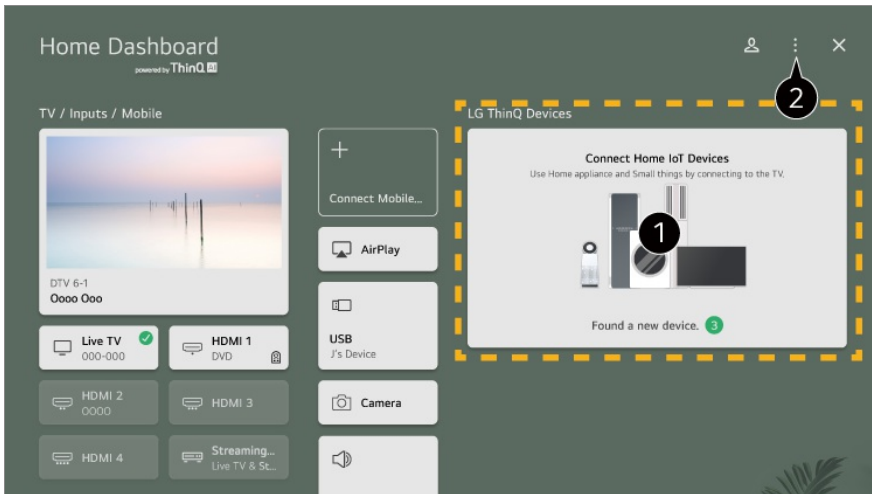 Home Dashboard
powered by ThinQ AI
2
TV / Inputs / Mobile
LG ThinQ Devices
Connect Mobile...
Connect Home IoT Devices
Use Home appliance and Small things by connecting to the TV.
1
AirPlay
DTV 6-1
Oooo Ooo
Found a new device. 3
Live TV
000-000
HDMI 1
DVD
USB
J's Device
HDMI 2
0000
HDMI 3
Camera
HDMI 4
Streaming...
Live TV & St...